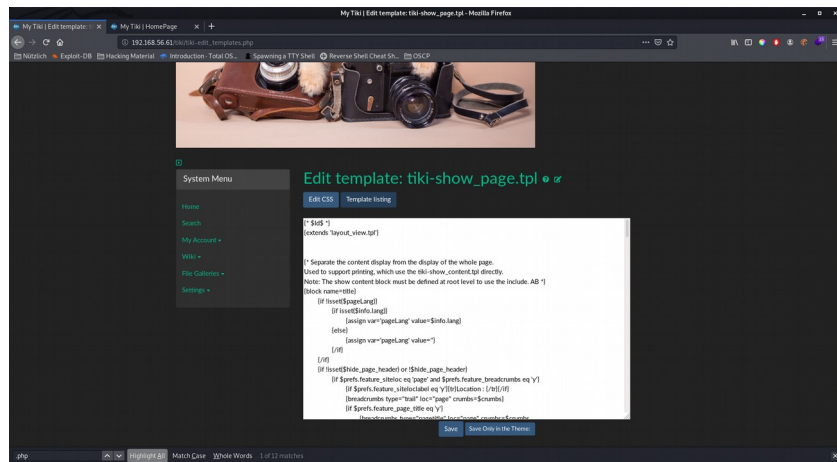 My Tiki | Edit template: tiki-show_page.tpl - Mozilla Firefox
My Tiki | Edit template: t
My Tiki | HomePage
192.168.56.61/tiki/tiki-edit_templates.php
Nützlich Exploit-DB Hacking Material Introduction - Total OS... Spawning a TTY Shell Reverse Shell Cheat Sh... OSCP
System Menu
Home
Search
My Account
Wiki
File Galleries
Settings
Edit template: tiki-show_page.tpl
Edit CSS Template listing
{* $Id$ *}
{extends 'layout_view.tpl'}
{* Separate the content display from the display of the whole page.
Used to support printing, which use the tiki-show_content.tpl directly.
Note: The show content block must be defined at root level to use the include. AB *}
{block name=title}
{if !isset($pageLang)}
{if isset($info.lang)}
{assign var='pageLang' value=$info.lang}
{else}
{assign var='pageLang' value=''}
{/if}
{/if}
{if !isset($hide_page_header) or !$hide_page_header}
{if $prefs.feature_siteloc eq 'page' and $prefs.feature_breadcrumbs eq 'y'}
{if $prefs.feature_siteloclabel eq 'y'}{tr}Location : {/tr}{/if}
{breadcrumbs type="trail" loc="page" crumbs=$crumbs}
{if $prefs.feature_page_title eq 'y'}
{breadcrumbs type="pagetitle" loc="page" crumbs=$crumbs
Save Save Only in the Theme:
.php Highlight All Match Case Whole Words 1 of 12 matches